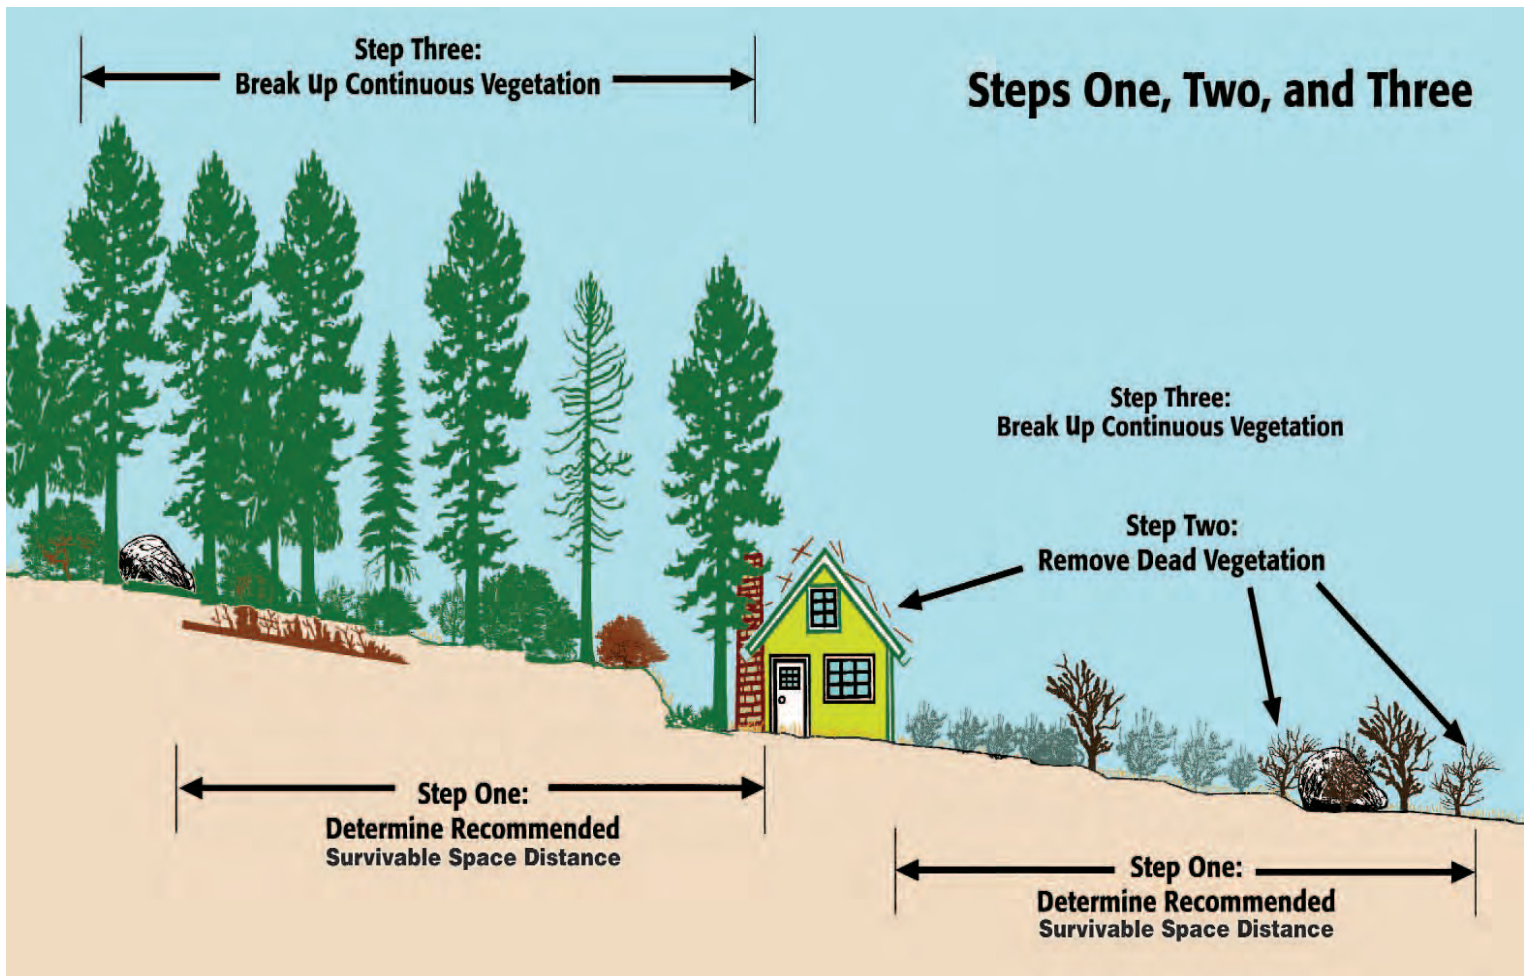 Step Three:
Break Up Continuous Vegetation
Steps One, Two, and Three
Step Three:
Break Up Continuous Vegetation
Step Two:
Remove Dead Vegetation
Step One:
Determine Recommended
Survivable Space Distance
Step One:
Determine Recommended
Survivable Space Distance